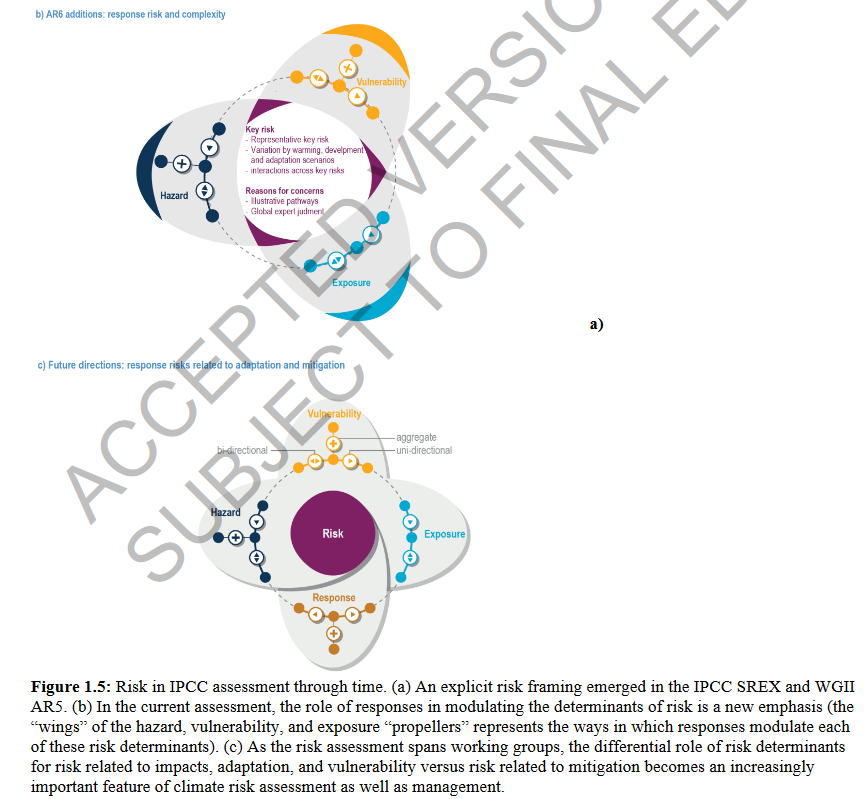 b) AR6 additions: response risk and complexity
Vulnerability
Key risk
- Representative key risk
- Variation by warming, develpment
and adaptation scenarios
- interactions across key risks
Hazard
Reasons for concerns
- Illustrative pathways
- Global expert judgment
Exposure
a)
c) Future directions: response risks related to adaptation and mitigation
Vulnerability
aggregate
bi-directional
uni-directional
Hazard
Risk
Exposure
Response
ACCEPTED VERSION
SUBJECT TO FINAL ED
Figure 1.5: Risk in IPCC assessment through time. (a) An explicit risk framing emerged in the IPCC SREX and WGII
AR5. (b) In the current assessment, the role of responses in modulating the determinants of risk is a new emphasis (the
“wings” of the hazard, vulnerability, and exposure “propellers” represents the ways in which responses modulate each
of these risk determinants). (c) As the risk assessment spans working groups, the differential role of risk determinants
for risk related to impacts, adaptation, and vulnerability versus risk related to mitigation becomes an increasingly
important feature of climate risk assessment as well as management.